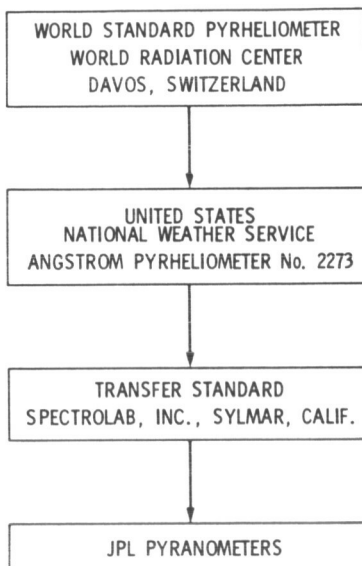 WORLD STANDARD PYRHELIOMETER
WORLD RADIATION CENTER
DAVOS, SWITZERLAND
UNITED STATES
NATIONAL WEATHER SERVICE
ANGSTROM PYRHELIOMETER No. 2273
TRANSFER STANDARD
SPECTROLAB, INC., SYLMAR, CALIF.
JPL PYRANOMETERS